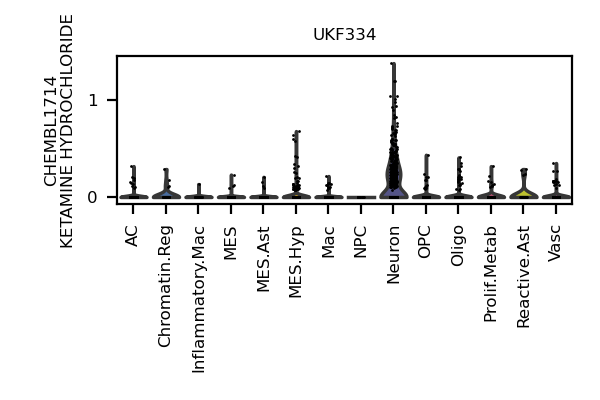 UKF334
CHEMBL1714
KETAMINE HYDROCHLORIDE
1
0
AC
Chromatin.Reg
Inflammatory.Mac
MES
MES.Ast
MES.Hyp
Mac
NPC
Neuron
OPC
Oligo
Prolif.Metab
Reactive.Ast
Vasc